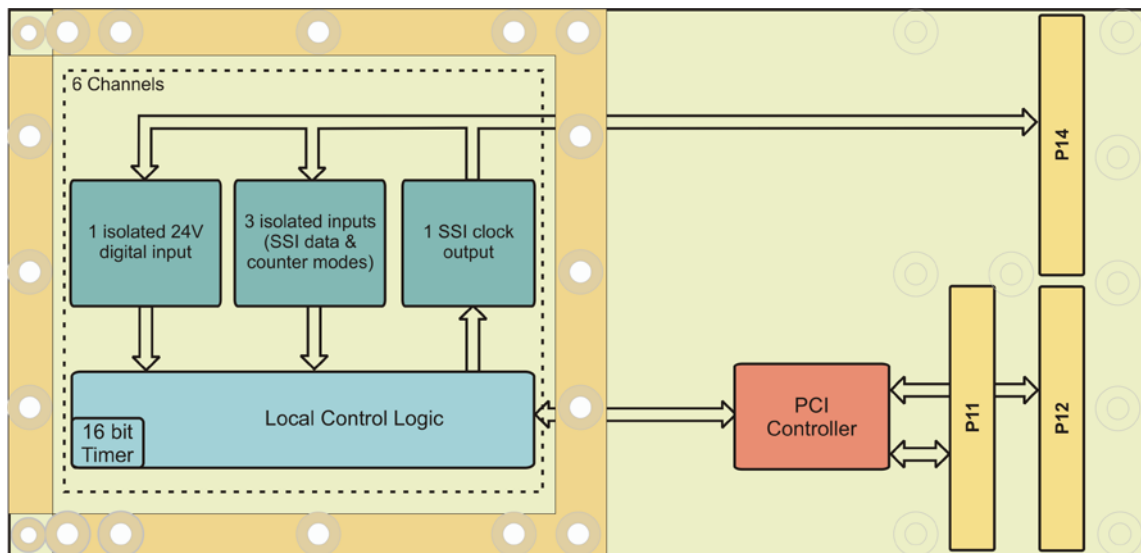 6 Channels
1 isolated 24V
digital input
3 isolated inputs
(SSI data &
counter modes)
1 SSI clock
output
P14
Local Control Logic
16 bit
Timer
PCI
Controller
P11
P12